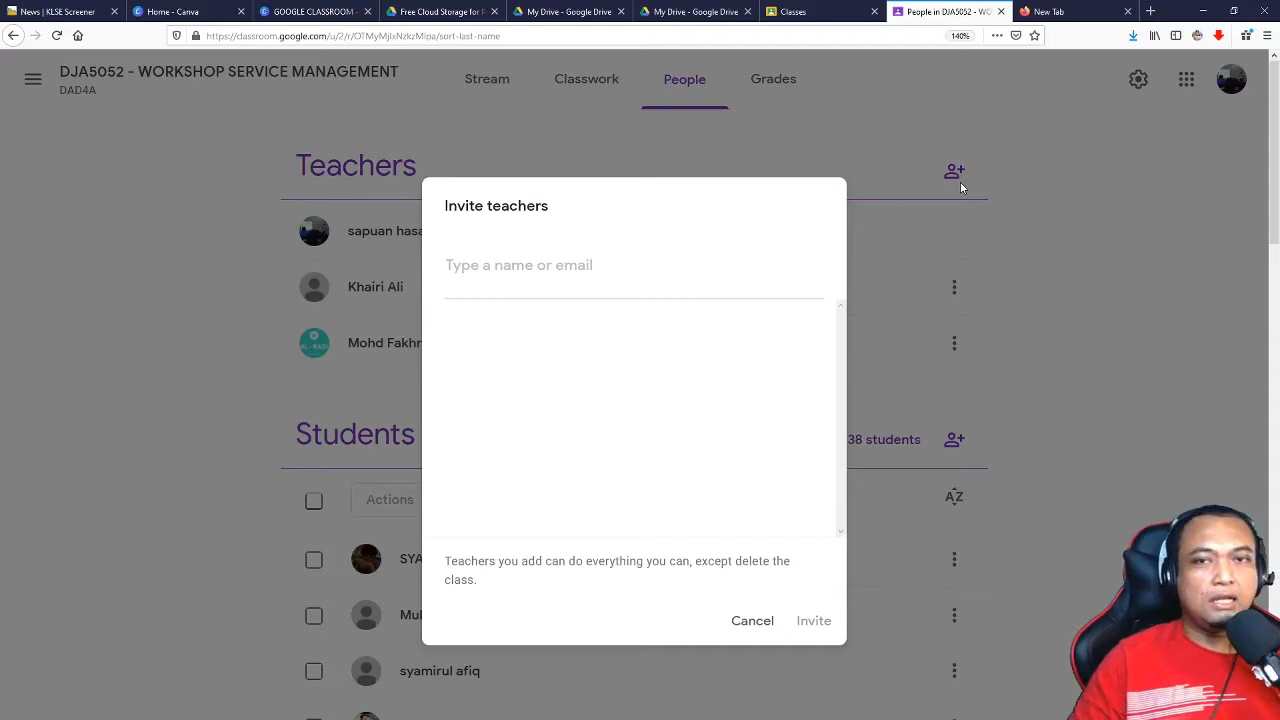 News | KLSE Screener
Home - Canva
GOOGLE CLASSROOM -
Free Cloud Storage for P
My Drive - Google Drive
My Drive - Google Drive
Classes
People in DJA5052 - WO
New Tab
https://classroom.google.com/u/2/r/OTMyMjIxNzkzMlpa/sort-last-name
140%
DJA5052 - WORKSHOP SERVICE MANAGEMENT
DAD4A
Stream
Classwork
People
Grades
Teachers
Invite teachers
sapuan hasa
Type a name or email
Khairi Ali
Mohd Fakhr
Students
38 students
Actions
AZ
SYA
Teachers you add can do everything you can, except delete the
class.
Mul
Cancel
Invite
syamirul afiq